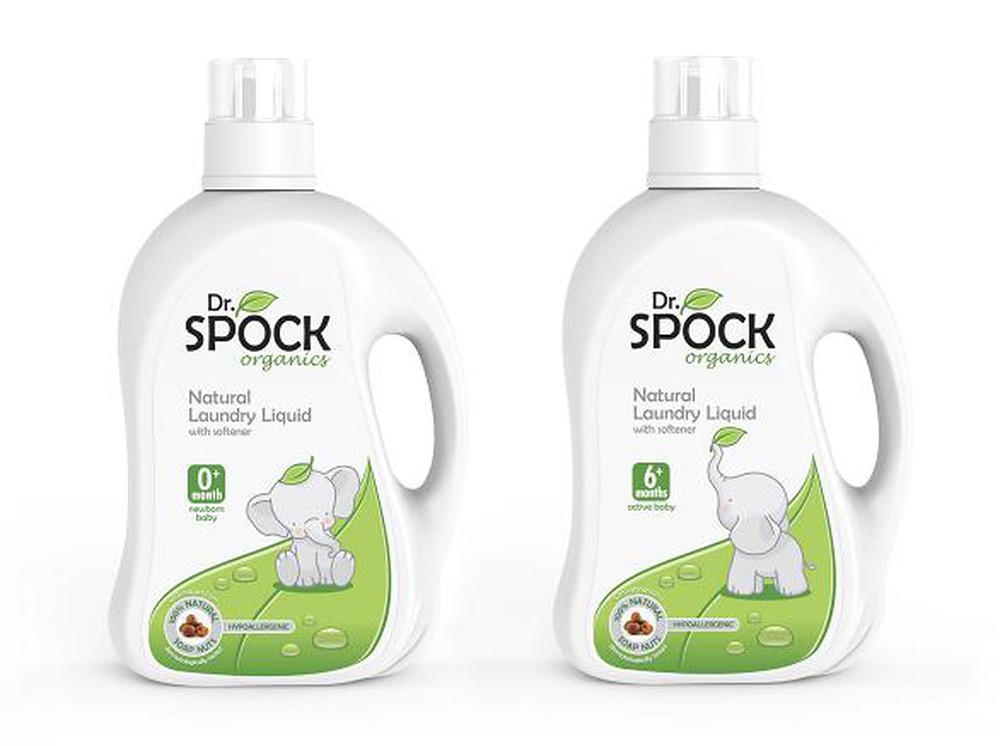 Dr.
SPOCK
organics
Natural
Laundry Liquid
with softener
0+
month
newborn
baby
100% NATURAL
SOAP NUTS
HYPOALLERGENIC
Dr.
SPOCK
organics
Natural
Laundry Liquid
with softener
6+
months
active baby
100% NATURAL
SOAP NUTS
HYPOALLERGENIC